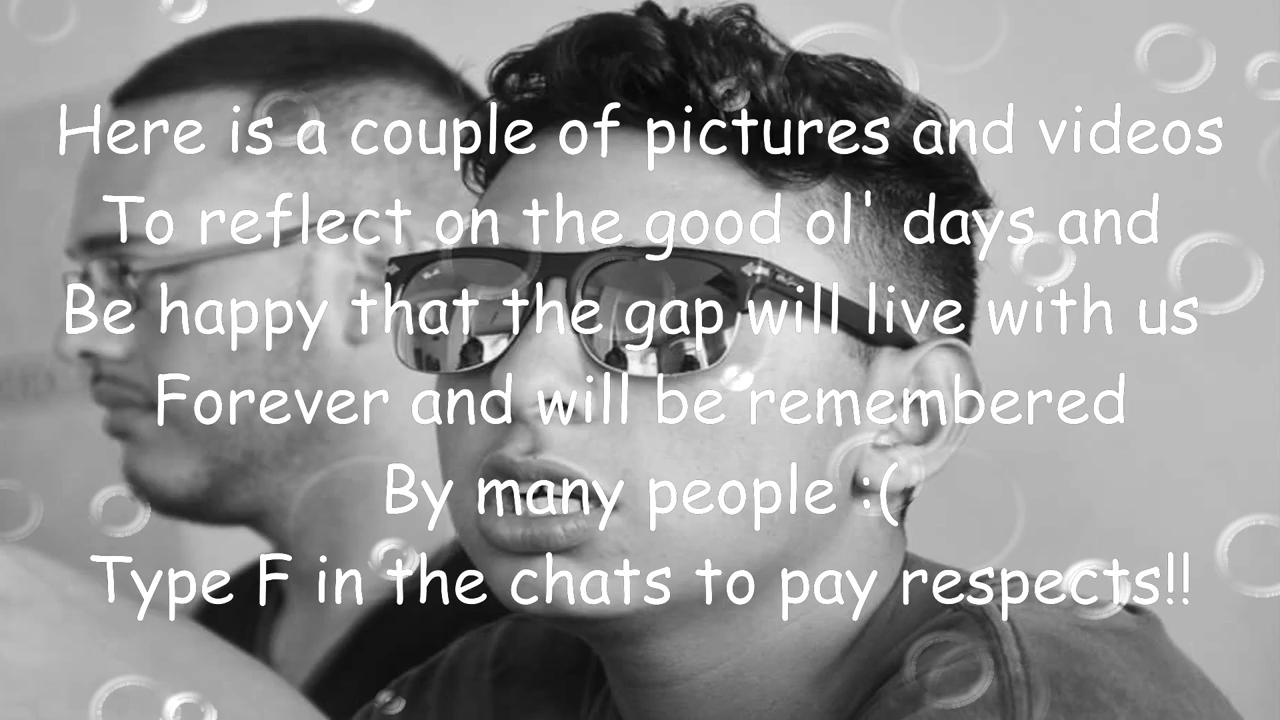 Here is a couple of pictures and videos
To reflect on the good ol' days and
Be happy that the gap will live with us
Forever and will be remembered
By many people :(
Type F in the chats to pay respects!!